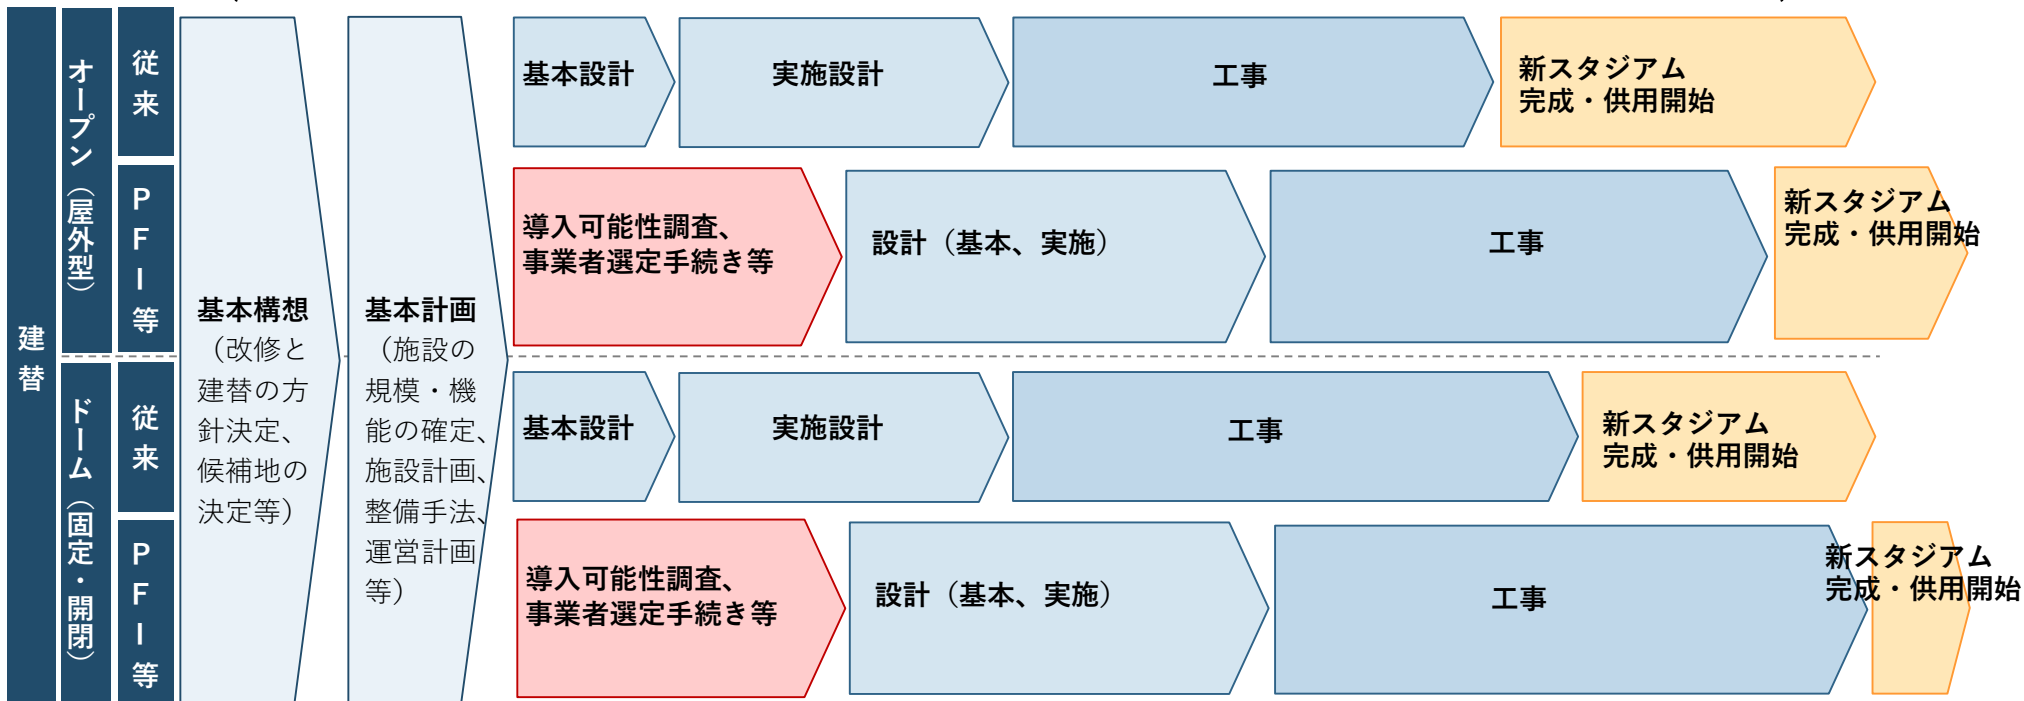 建替
オープン（屋外型）
従来
基本設計
実施設計
工事
新スタジアム
完成・供用開始
PFI等
導入可能性調査、
事業者選定手続き等
設計（基本、実施）
工事
新スタジアム
完成・供用開始
基本構想
（改修と
建替の方
針決定、
候補地の
決定等）
基本計画
（施設の
規模・機
能の確定、
施設計画、
整備手法、
運営計画
等）
ドーム（固定・開閉）
従来
基本設計
実施設計
工事
新スタジアム
完成・供用開始
PFI等
導入可能性調査、
事業者選定手続き等
設計（基本、実施）
工事
新スタジアム
完成・供用開始